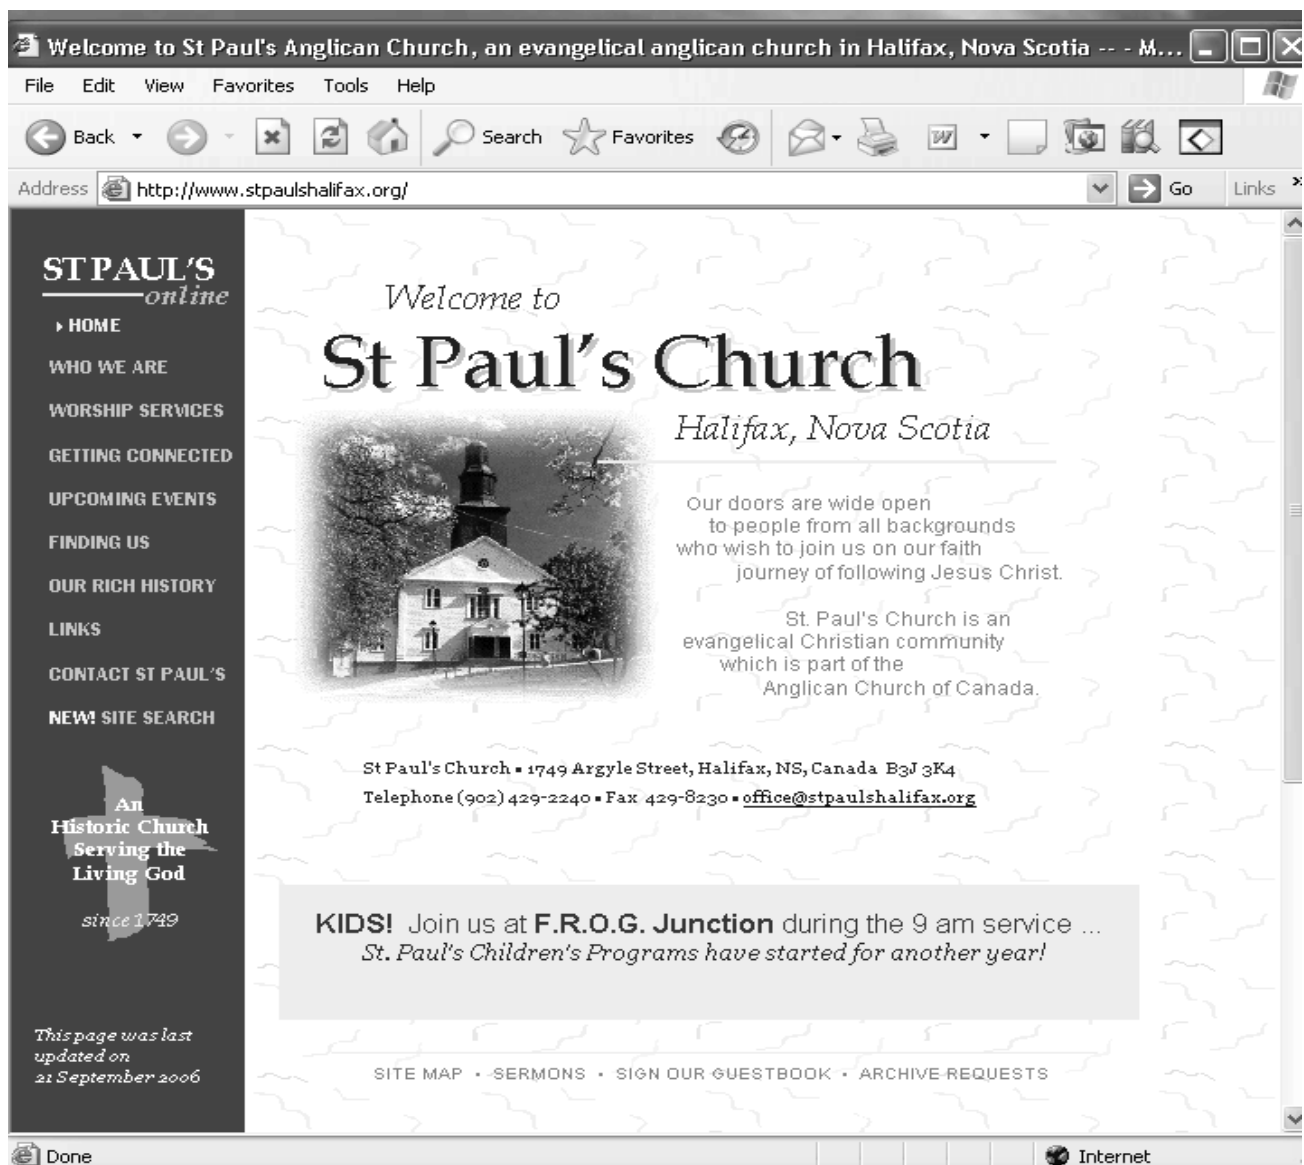 Welcome to St Paul's Anglican Church, an evangelical anglican church in Halifax, Nova Scotia -- - M...
File Edit View Favorites Tools Help
Back Search Favorites
Address http://www.stpaulshalifax.org/ Go Links »
ST PAUL'S
online
HOME
WHO WE ARE
WORSHIP SERVICES
GETTING CONNECTED
UPCOMING EVENTS
FINDING US
OUR RICH HISTORY
LINKS
CONTACT ST PAUL'S
NEW! SITE SEARCH
An
Historic Church
Serving the
Living God
since 1749
This page was last
updated on
21 September 2006
Welcome to
St Paul's Church
Halifax, Nova Scotia
Our doors are wide open
to people from all backgrounds
who wish to join us on our faith
journey of following Jesus Christ.
St. Paul's Church is an
evangelical Christian community
which is part of the
Anglican Church of Canada.
St Paul's Church ▪ 1749 Argyle Street, Halifax, NS, Canada B3J 3K4
Telephone (902) 429-2240 ▪ Fax 429-8230 ▪ office@stpaulshalifax.org
KIDS! Join us at F.R.O.G. Junction during the 9 am service ...
St. Paul's Children's Programs have started for another year!
SITE MAP • SERMONS • SIGN OUR GUESTBOOK • ARCHIVE REQUESTS
Done Internet